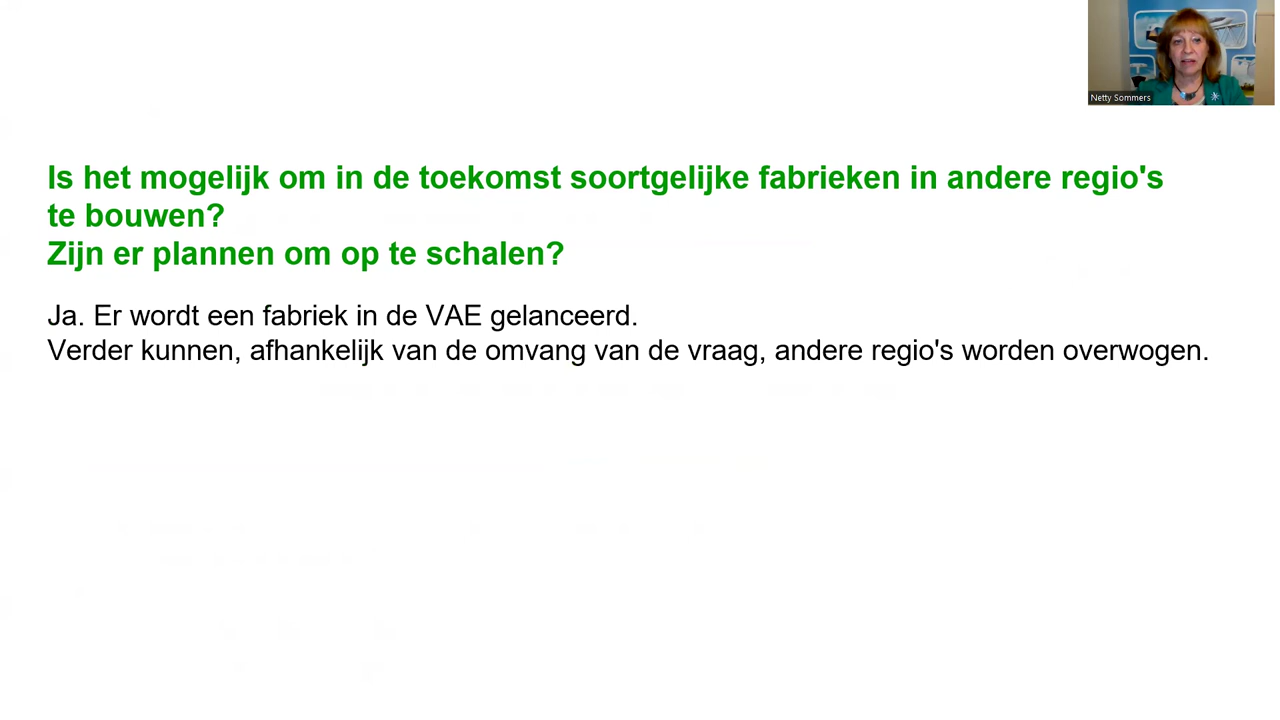 Netty Sommers
Is het mogelijk om in de toekomst soortgelijke fabrieken in andere regio's
te bouwen?
Zijn er plannen om op te schalen?
Ja. Er wordt een fabriek in de VAE gelanceerd.
Verder kunnen, afhankelijk van de omvang van de vraag, andere regio's worden overwogen.